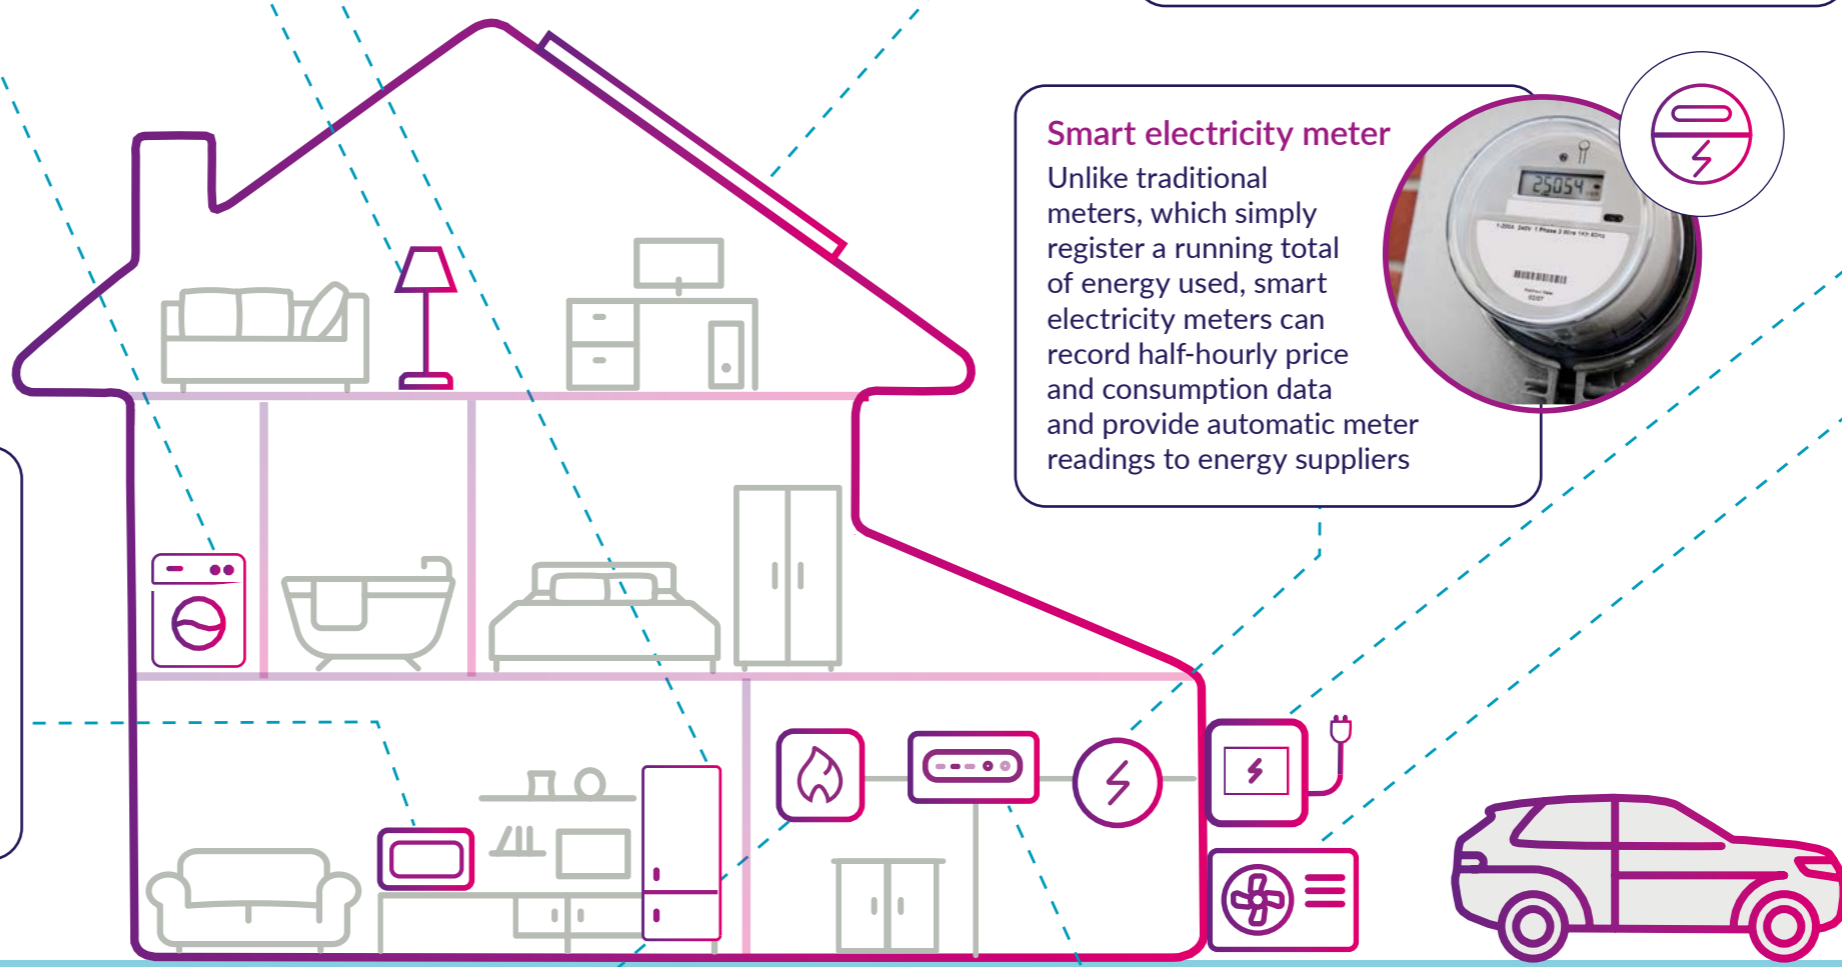 Smart electricity meter
Unlike traditional
meters, which simply
register a running total
of energy used, smart
electricity meters can
record half-hourly price
and consumption data
and provide automatic meter
readings to energy suppliers
25054